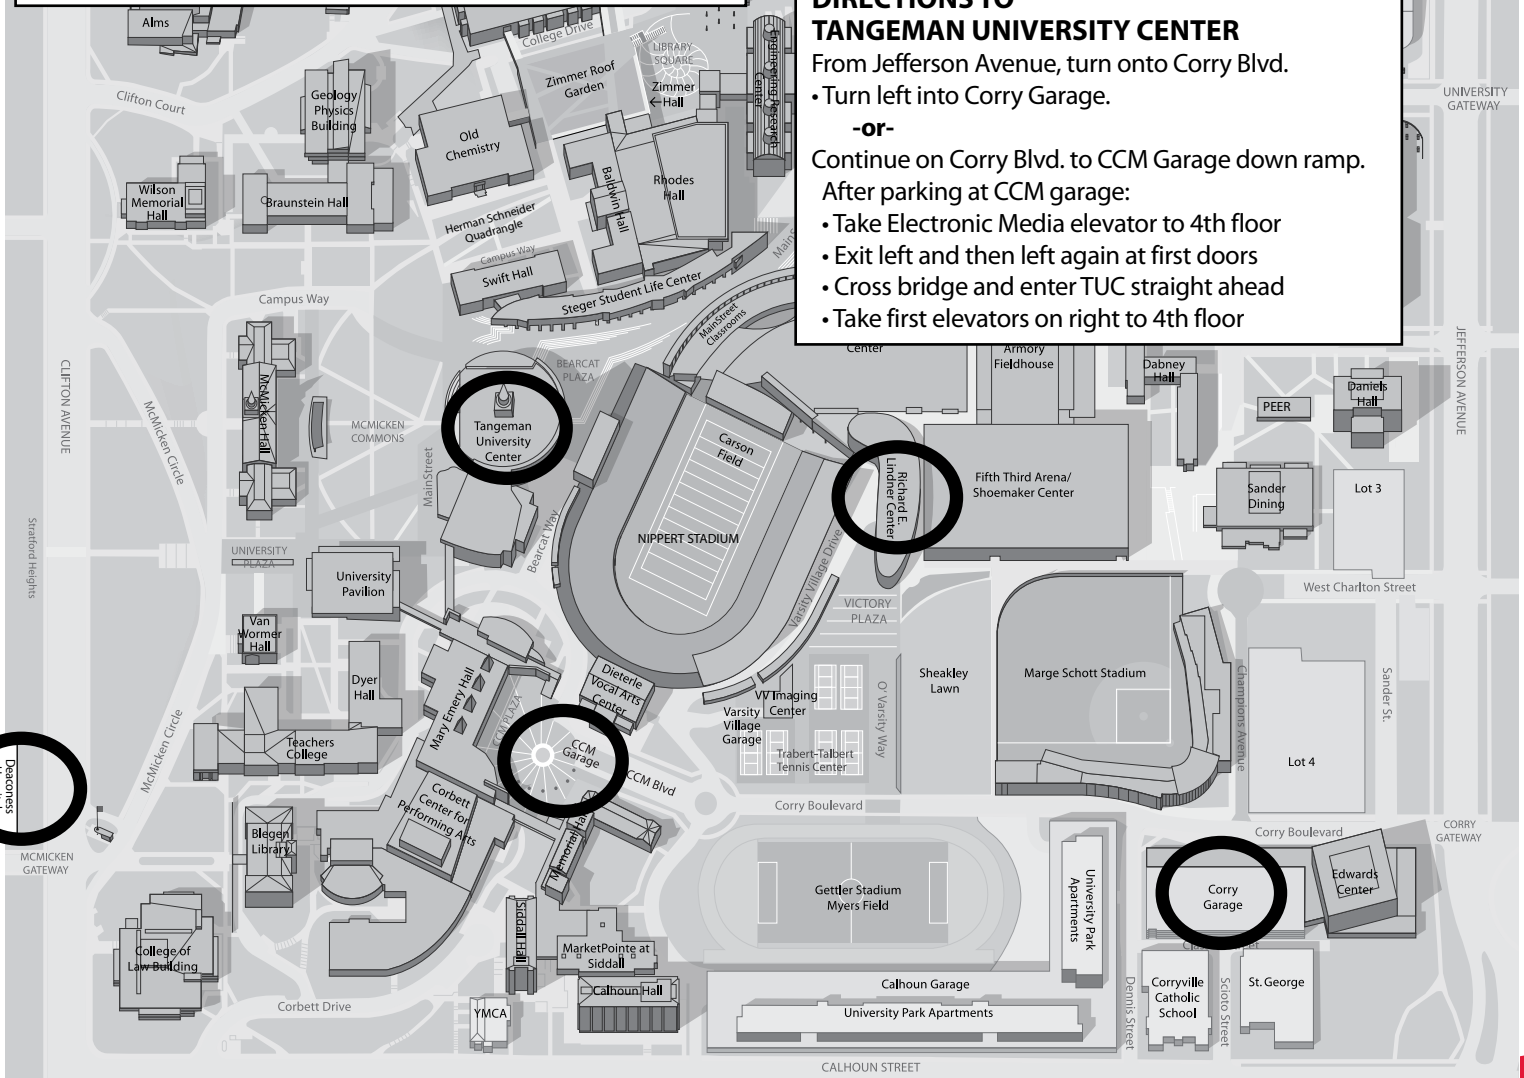 DIRECTIONS TO
TANGEMAN UNIVERSITY CENTER
From Jefferson Avenue, turn onto Corry Blvd.
• Turn left into Corry Garage.
-or-
Continue on Corry Blvd. to CCM Garage down ramp.
After parking at CCM garage:
• Take Electronic Media elevator to 4th floor
• Exit left and then left again at first doors
• Cross bridge and enter TUC straight ahead
• Take first elevators on right to 4th floor
Alms
College Drive
LIBRARY
SQUARE
Engineering Research
Center
Zimmer Roof
Garden
Zimmer
←Hall
Clifton Court
Geology
Physics
Building
Old
Chemistry
UNIVERSITY
GATEWAY
Wilson
Memorial
Hall
Braunstein Hall
Baldwin Hall
Rhodes
Hall
Herman Schneider
Quadrangle
Campus Way
Swift Hall
Steger Student Life Center
MainS
Campus Way
MainStreet
Classrooms
Center
Armory
Fieldhouse
Dabney
Hall
Daniels
Hall
PEER
JEFFERSON AVENUE
CLIFTON AVENUE
McMicken Hall
McMicken Circle
MCMICKEN
COMMONS
BEARCAT
PLAZA
Tangeman
University
Center
MainStreet
Carson
Field
Richard E.
Lindner Center
Fifth Third Arena/
Shoemaker Center
Sander
Dining
Lot 3
NIPPERT STADIUM
Bearcat Way
Varsity Village Drive
Stratford Heights
UNIVERSITY
PLAZA
University
Pavilion
West Charlton Street
VICTORY
PLAZA
Van
Wormer
Hall
Dyer
Hall
Mary Emery Hall
CCM PLAZA
Dieterle
Vocal Arts
Center
VV Imaging
Center
Varsity
Village
Garage
Trabert-Talbert
Tennis Center
O'Varsity Way
Sheakley
Lawn
Marge Schott Stadium
Champions Avenue
Sander St.
Lot 4
McMicken Circle
Teachers
College
CCM
Garage
CCM Blvd
Corry Boulevard
Deaconess
Corbett
Center for
Performing Arts
Memorial Hall
Blegen
Library
MCMICKEN
GATEWAY
Corry Boulevard
CORRY
GATEWAY
Gettler Stadium
Myers Field
University Park
Apartments
Corry
Garage
Edwards
Center
College of
Law Building
Siddall Hall
MarketPointe at
Siddall
Calhoun Hall
Calhoun Garage
University Park Apartments
Corbett Drive
YMCA
Dennis Street
Corryville
Catholic
School
Scioto Street
St. George
CALHOUN STREET